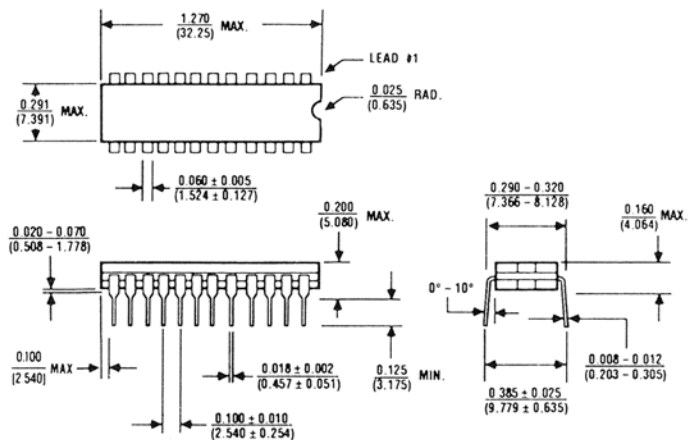 1.270
(32.25) MAX.
LEAD #1
0.291
(7.391) MAX.
0.025
(0.635) RAD.
0.060 ± 0.005
(1.524 ± 0.127)
0.290 – 0.320
(7.366 – 8.128)
0.200
(5.080) MAX.
0.160
(4.064) MAX.
0.020 – 0.070
(0.508 – 1.778)
0° – 10°
0.100
(2.540) MAX
0.018 ± 0.002
(0.457 ± 0.051)
0.125
(3.175) MIN.
0.008 – 0.012
(0.203 – 0.305)
0.100 ± 0.010
(2.540 ± 0.254)
0.385 ± 0.025
(9.779 ± 0.635)